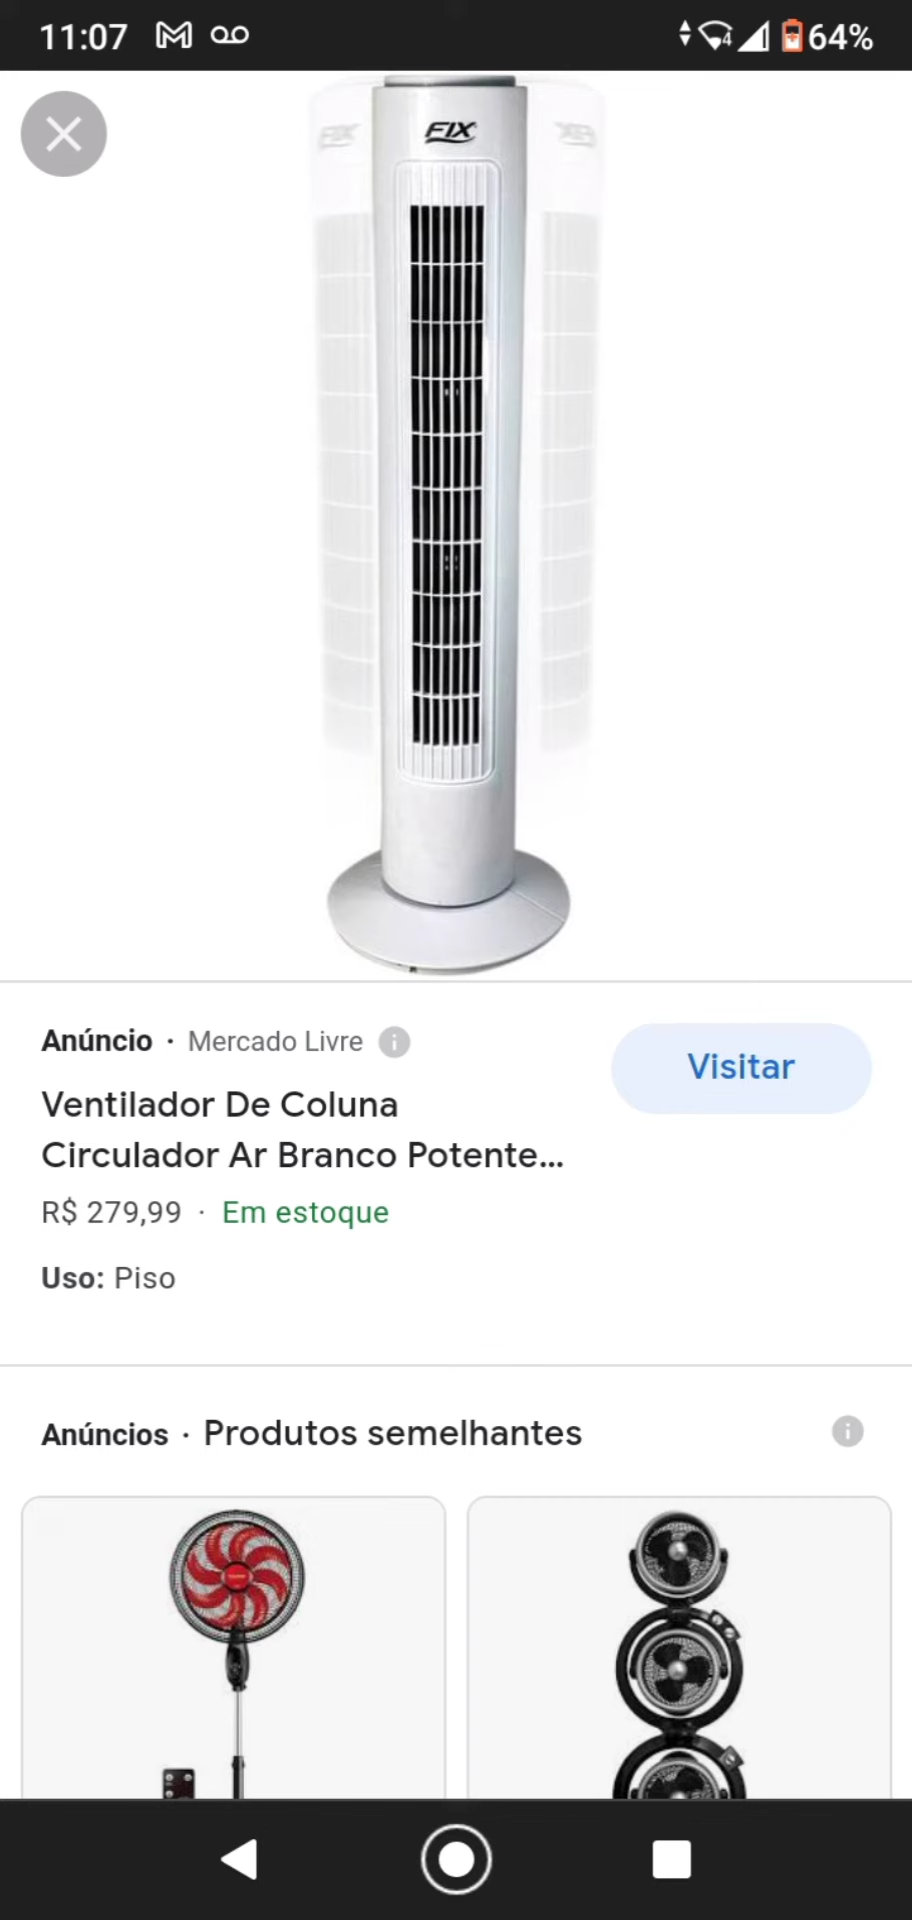 11:07
64%
FIX
Anúncio · Mercado Livre
Visitar
Ventilador De Coluna
Circulador Ar Branco Potente...
R$ 279,99 · Em estoque
Uso: Piso
Anúncios · Produtos semelhantes